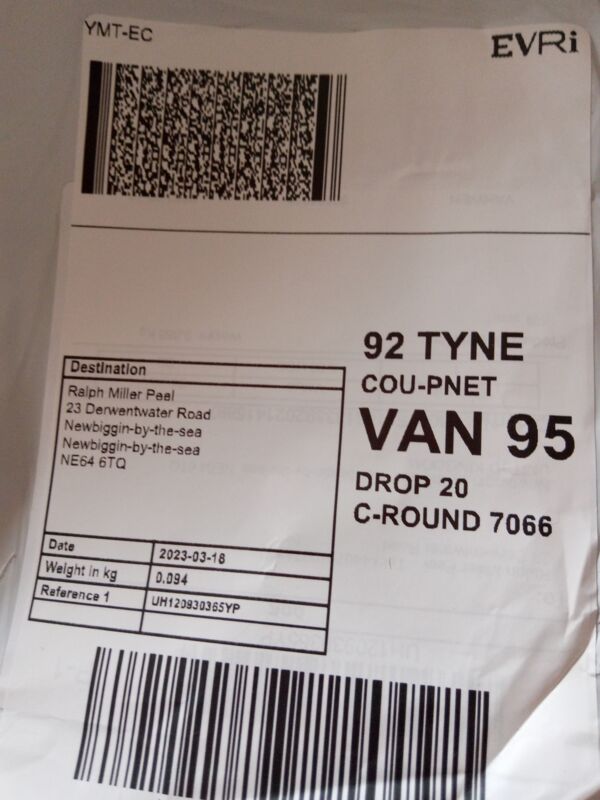 YMT-EC
EVRi
92 TYNE
COU-PNET
VAN 95
DROP 20
C-ROUND 7066
Destination
Ralph Miller Peel
23 Derwentwater Road
Newbiggin-by-the-sea
Newbiggin-by-the-sea
NE64 6TQ
Date 2023-03-18
Weight in kg 0.094
Reference 1 UH120930365YP